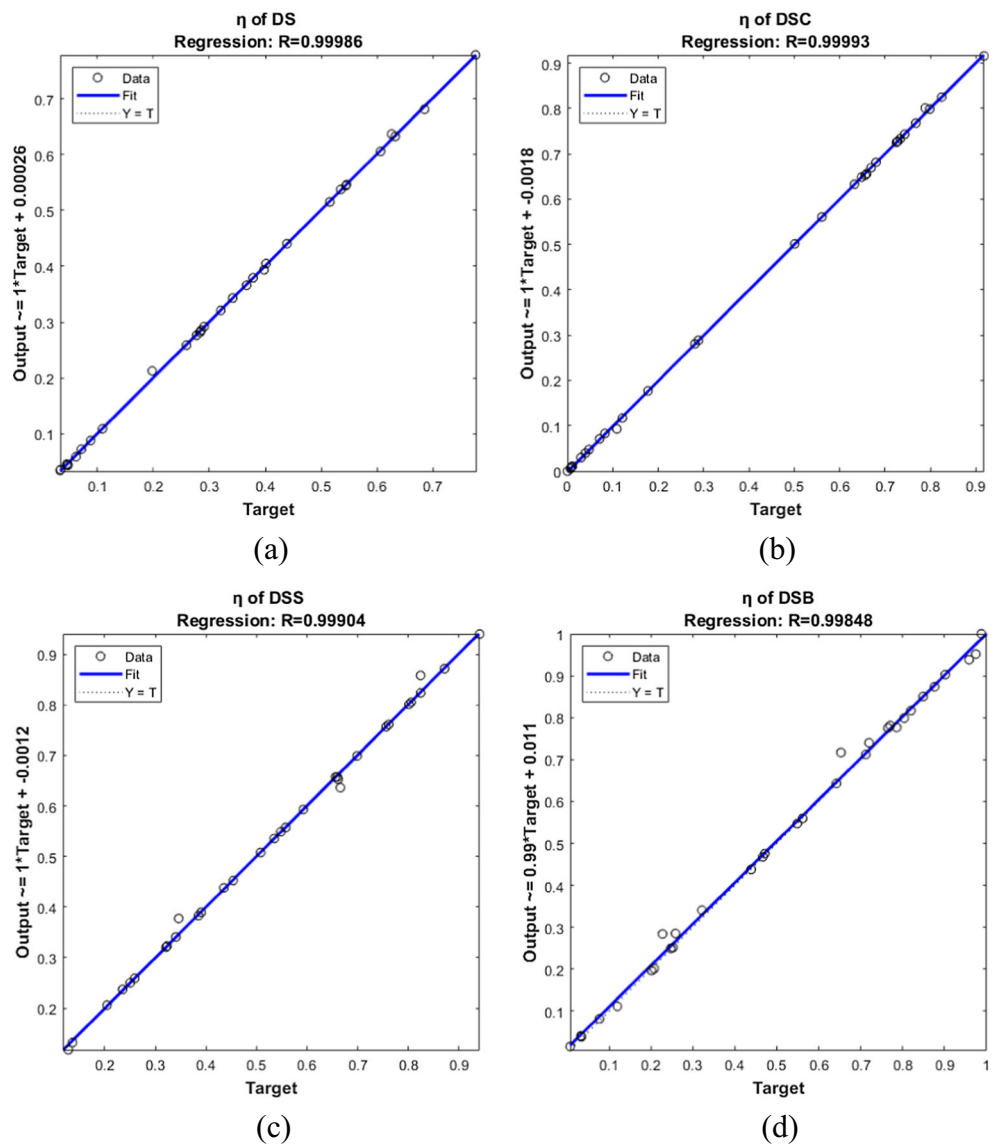 η of DS
Regression: R=0.99986
Data
Fit
Y = T
Output ~= 1*Target + 0.00026
0.7
0.6
0.5
0.4
0.3
0.2
0.1
0.1 0.2 0.3 0.4 0.5 0.6 0.7
Target
(a)
η of DSC
Regression: R=0.99993
Data
Fit
Y = T
Output ~= 1*Target + -0.0018
0.9
0.8
0.7
0.6
0.5
0.4
0.3
0.2
0.1
0
0 0.1 0.2 0.3 0.4 0.5 0.6 0.7 0.8 0.9
Target
(b)
η of DSS
Regression: R=0.99904
Data
Fit
Y = T
Output ~= 1*Target + -0.0012
0.9
0.8
0.7
0.6
0.5
0.4
0.3
0.2
0.2 0.3 0.4 0.5 0.6 0.7 0.8 0.9
Target
(c)
η of DSB
Regression: R=0.99848
Data
Fit
Y = T
Output ~= 0.99*Target + 0.011
1
0.9
0.8
0.7
0.6
0.5
0.4
0.3
0.2
0.1
0.1 0.2 0.3 0.4 0.5 0.6 0.7 0.8 0.9 1
Target
(d)